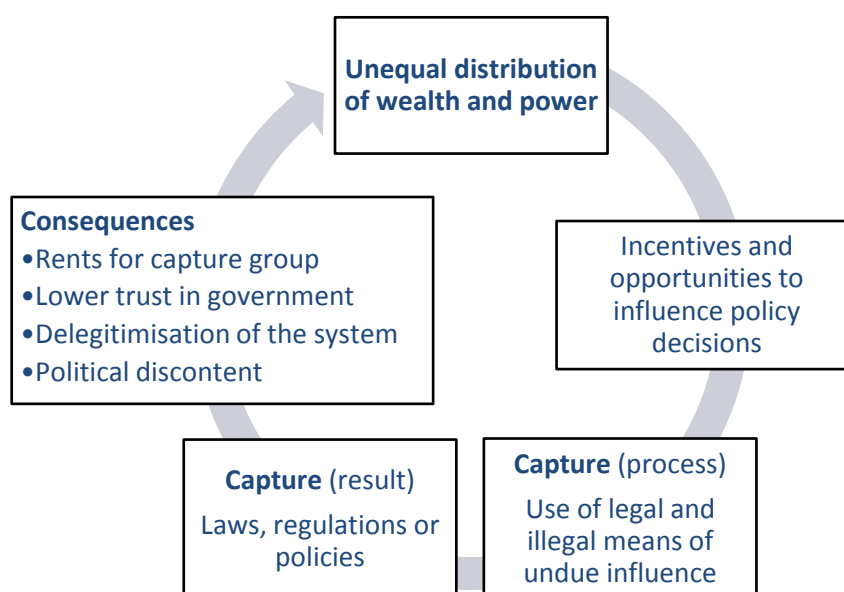 Unequal distribution
of wealth and power
Incentives and
opportunities to
influence policy
decisions
Capture (process)
Use of legal and
illegal means of
undue influence
Capture (result)
Laws, regulations or
policies
Consequences
•Rents for capture group
•Lower trust in government
•Delegitimisation of the system
•Political discontent